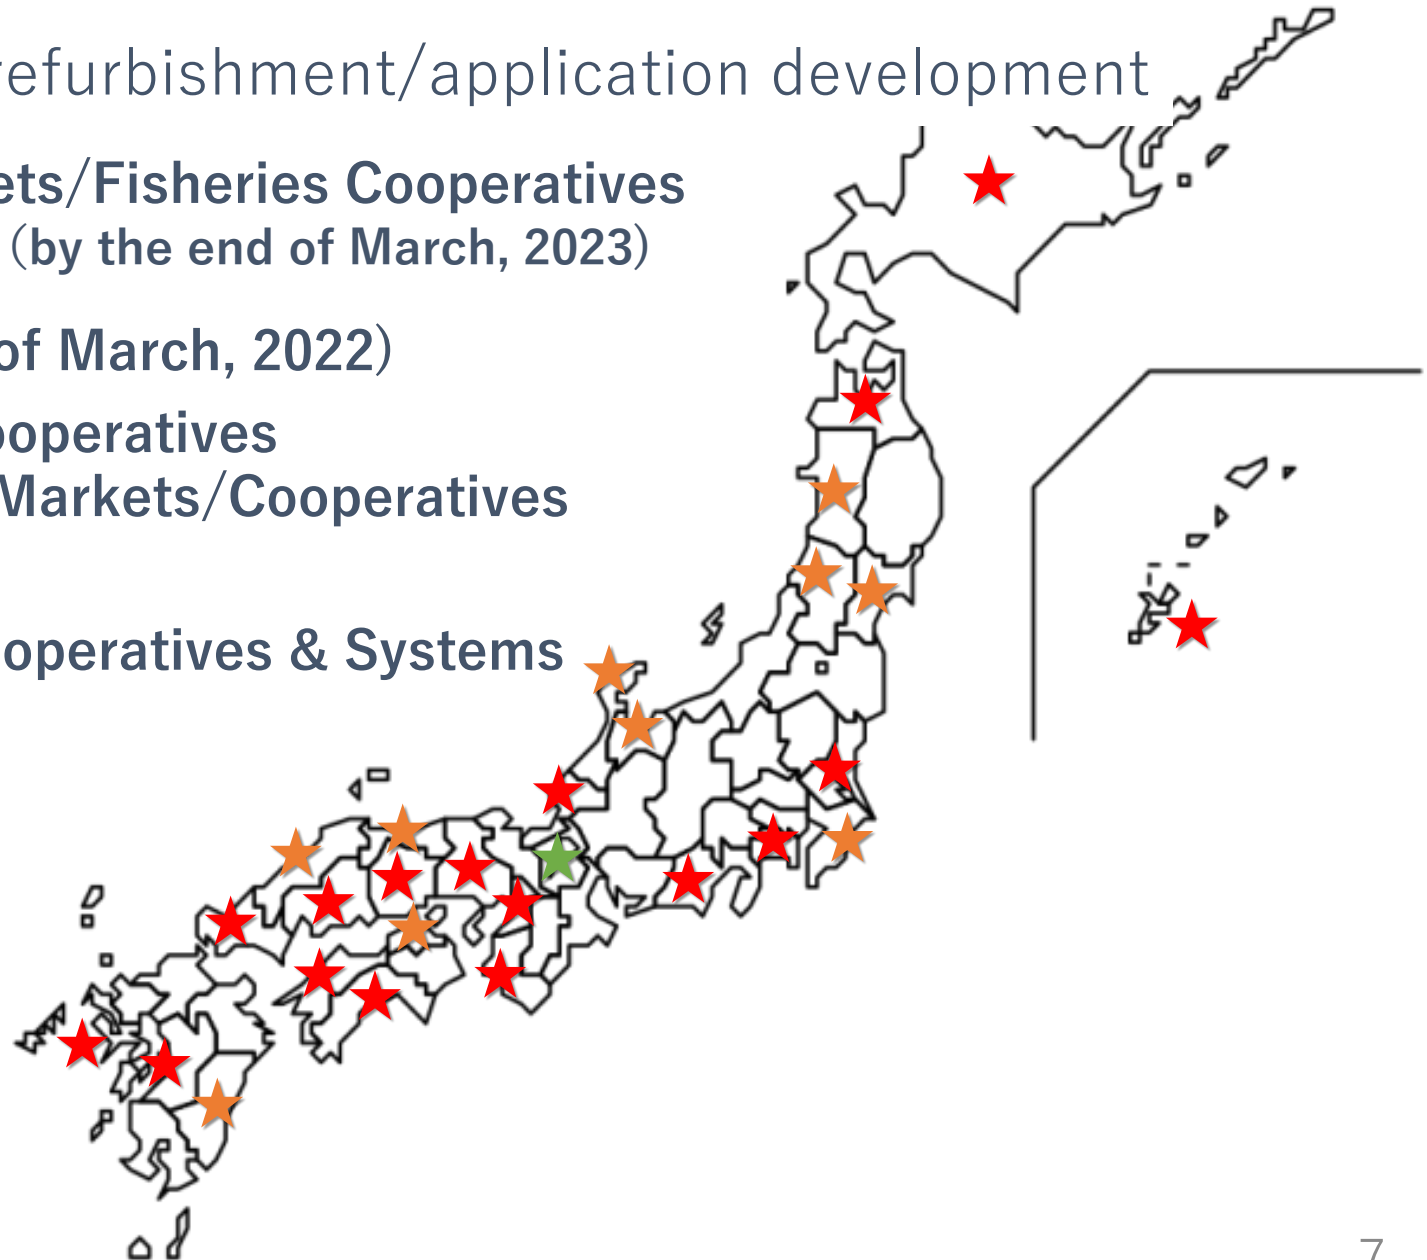 refurbishment/application development
ets/Fisheries Cooperatives
(by the end of March, 2023)
of March, 2022)
ooperatives
Markets/Cooperatives
operatives & Systems
7